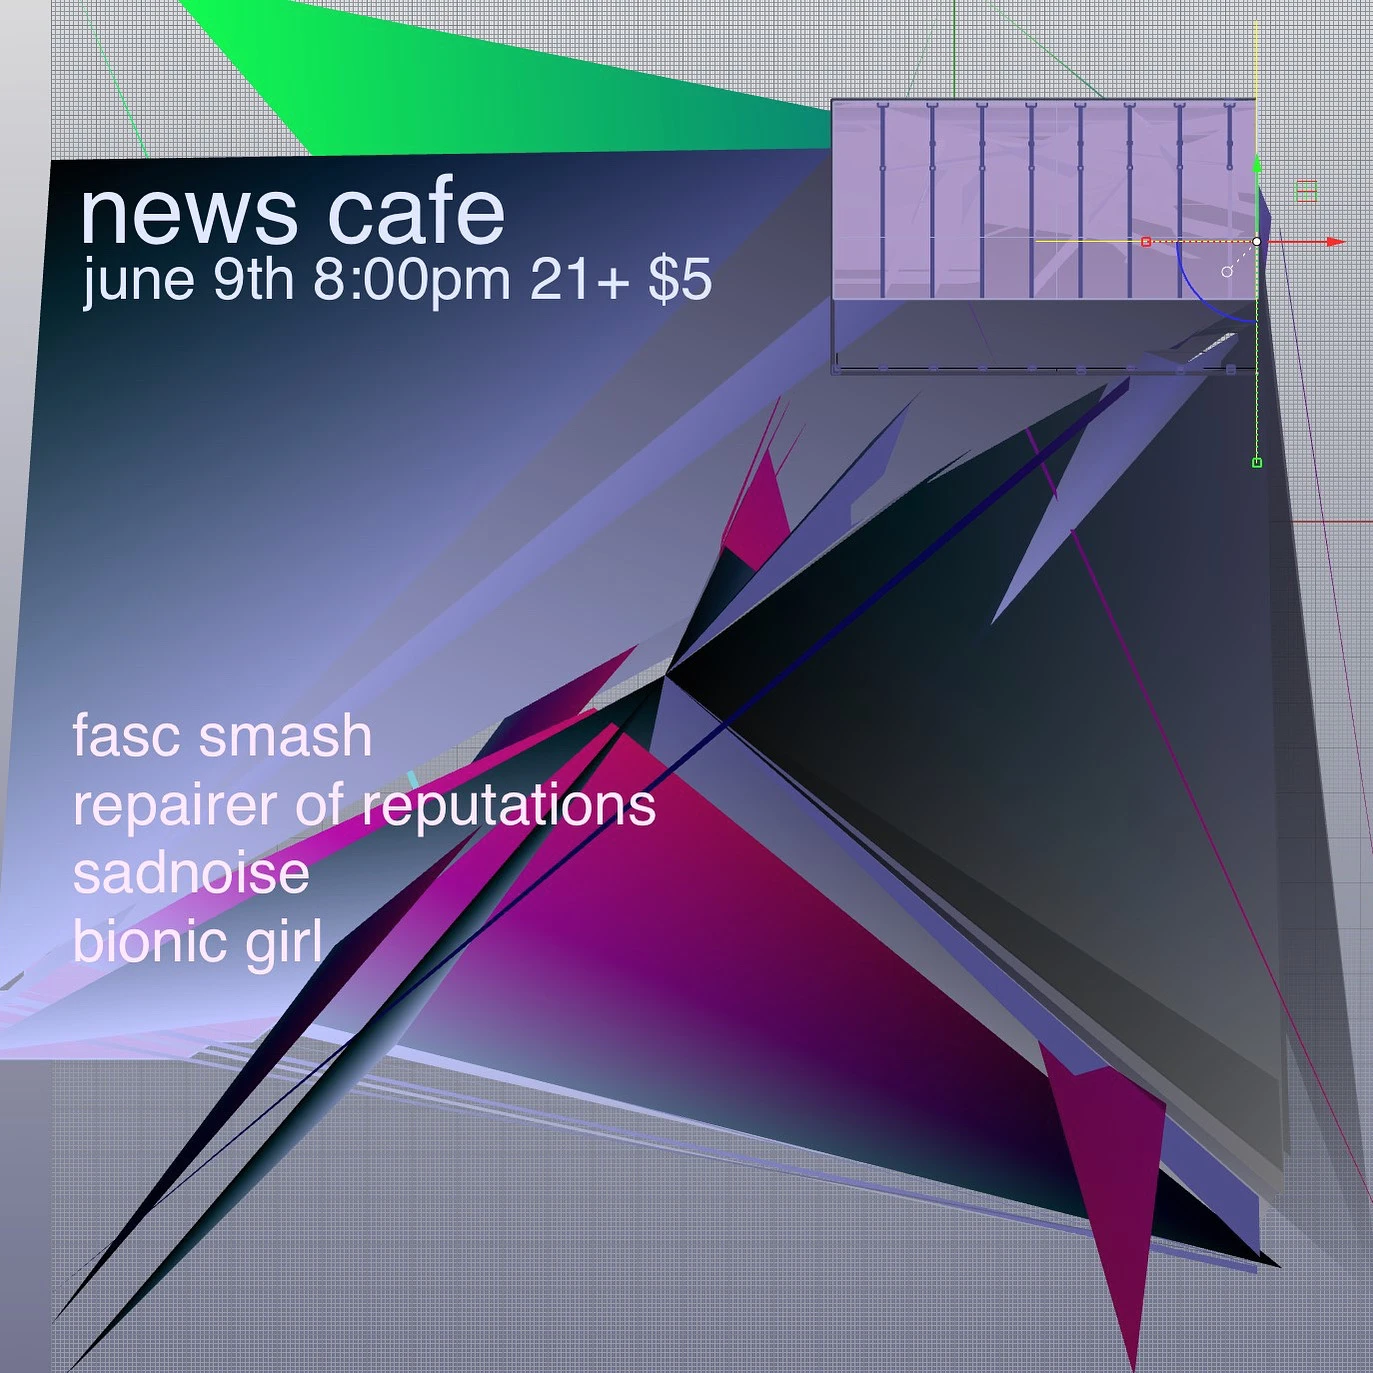 news cafe
june 9th 8:00pm 21+ $5
fasc smash
repairer of reputations
sadnoise
bionic girl